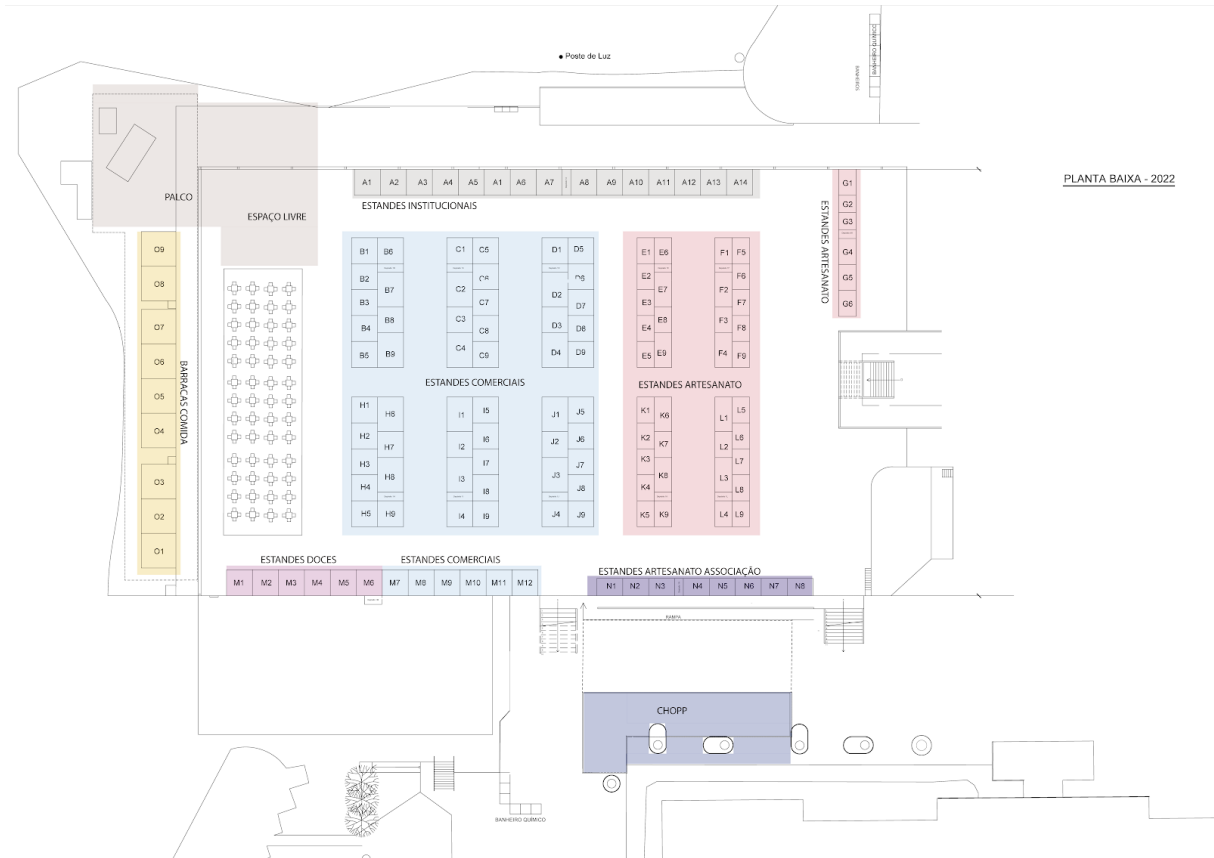 Poste de Luz
BANHEIROS
BANHEIRO QUÍMICO
PLANTA BAIXA - 2022
PALCO
ESPAÇO LIVRE
A1 A2 A3 A4 A5 A1 A6 A7 A8 A9 A10 A11 A12 A13 A14
ESTANDES INSTITUCIONAIS
G1
G2
G3
G4
G5
G6
ESTANDES ARTESANATO
O9
O8
O7
O6
O5
O4
O3
O2
O1
BARRACAS COMIDA
B1 B6
B2 B7
B3 B8
B4 B9
B5
C1 C5
C2 C6
C3 C7
C4 C8
C9
D1 D5
D2 D6
D3 D7
D4 D8
D9
ESTANDES COMERCIAIS
E1 E6
E2 E7
E3 E8
E4 E9
E5
F1 F5
F2 F6
F3 F7
F4 F8
F9
ESTANDES ARTESANATO
H1 H6
H2 H7
H3 H8
H4 H9
H5
I1 I5
I2 I6
I3 I7
I4 I8
I9
J1 J5
J2 J6
J3 J7
J4 J8
J9
K1 K6
K2 K7
K3 K8
K4 K9
K5
L1 L5
L2 L6
L3 L7
L4 L8
L9
ESTANDES DOCES
M1 M2 M3 M4 M5 M6
ESTANDES COMERCIAIS
M7 M8 M9 M10 M11 M12
ESTANDES ARTESANATO ASSOCIAÇÃO
N1 N2 N3 N4 N5 N6 N7 N8
RAMPA
CHOPP
BANHEIRO QUÍMICO